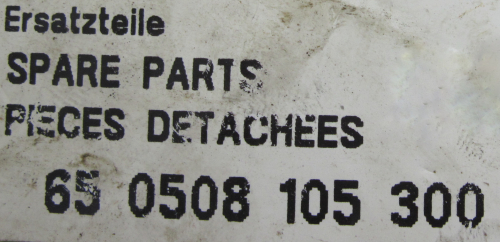 Ersatzteile
SPARE PARTS
PIECES DETACHEES
65 0508 105 300